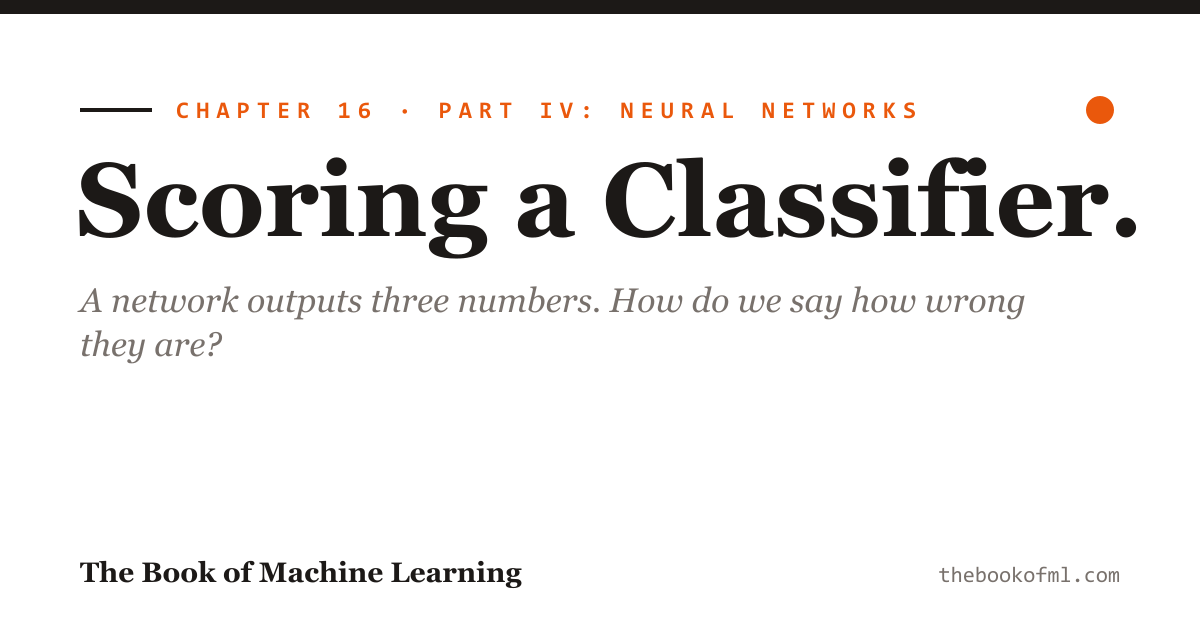 CHAPTER 16 · PART IV: NEURAL NETWORKS
Scoring a Classifier.
A network outputs three numbers. How do we say how wrong
they are?
The Book of Machine Learning
thebookofml.com